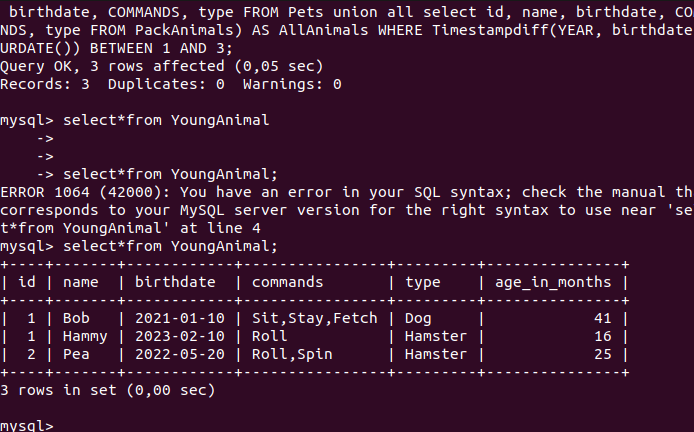 birthdate, COMMANDS, type FROM Pets union all select id, name, birthdate, CO
NDS, type FROM PackAnimals) AS AllAnimals WHERE Timestampdiff(YEAR, birthdate
URDATE()) BETWEEN 1 AND 3;
Query OK, 3 rows affected (0,05 sec)
Records: 3  Duplicates: 0  Warnings: 0

mysql> select*from YoungAnimal
    ->
    ->
    -> select*from YoungAnimal;
ERROR 1064 (42000): You have an error in your SQL syntax; check the manual th
corresponds to your MySQL server version for the right syntax to use near 'se
t*from YoungAnimal' at line 4
mysql> select*from YoungAnimal;
+----+-------+------------+----------------+---------+---------------+
| id | name  | birthdate  | commands       | type    | age_in_months |
+----+-------+------------+----------------+---------+---------------+
|  1 | Bob   | 2021-01-10 | Sit,Stay,Fetch | Dog     |            41 |
|  1 | Hammy | 2023-02-10 | Roll           | Hamster |            16 |
|  2 | Pea   | 2022-05-20 | Roll,Spin      | Hamster |            25 |
+----+-------+------------+----------------+---------+---------------+
3 rows in set (0,00 sec)

mysql>